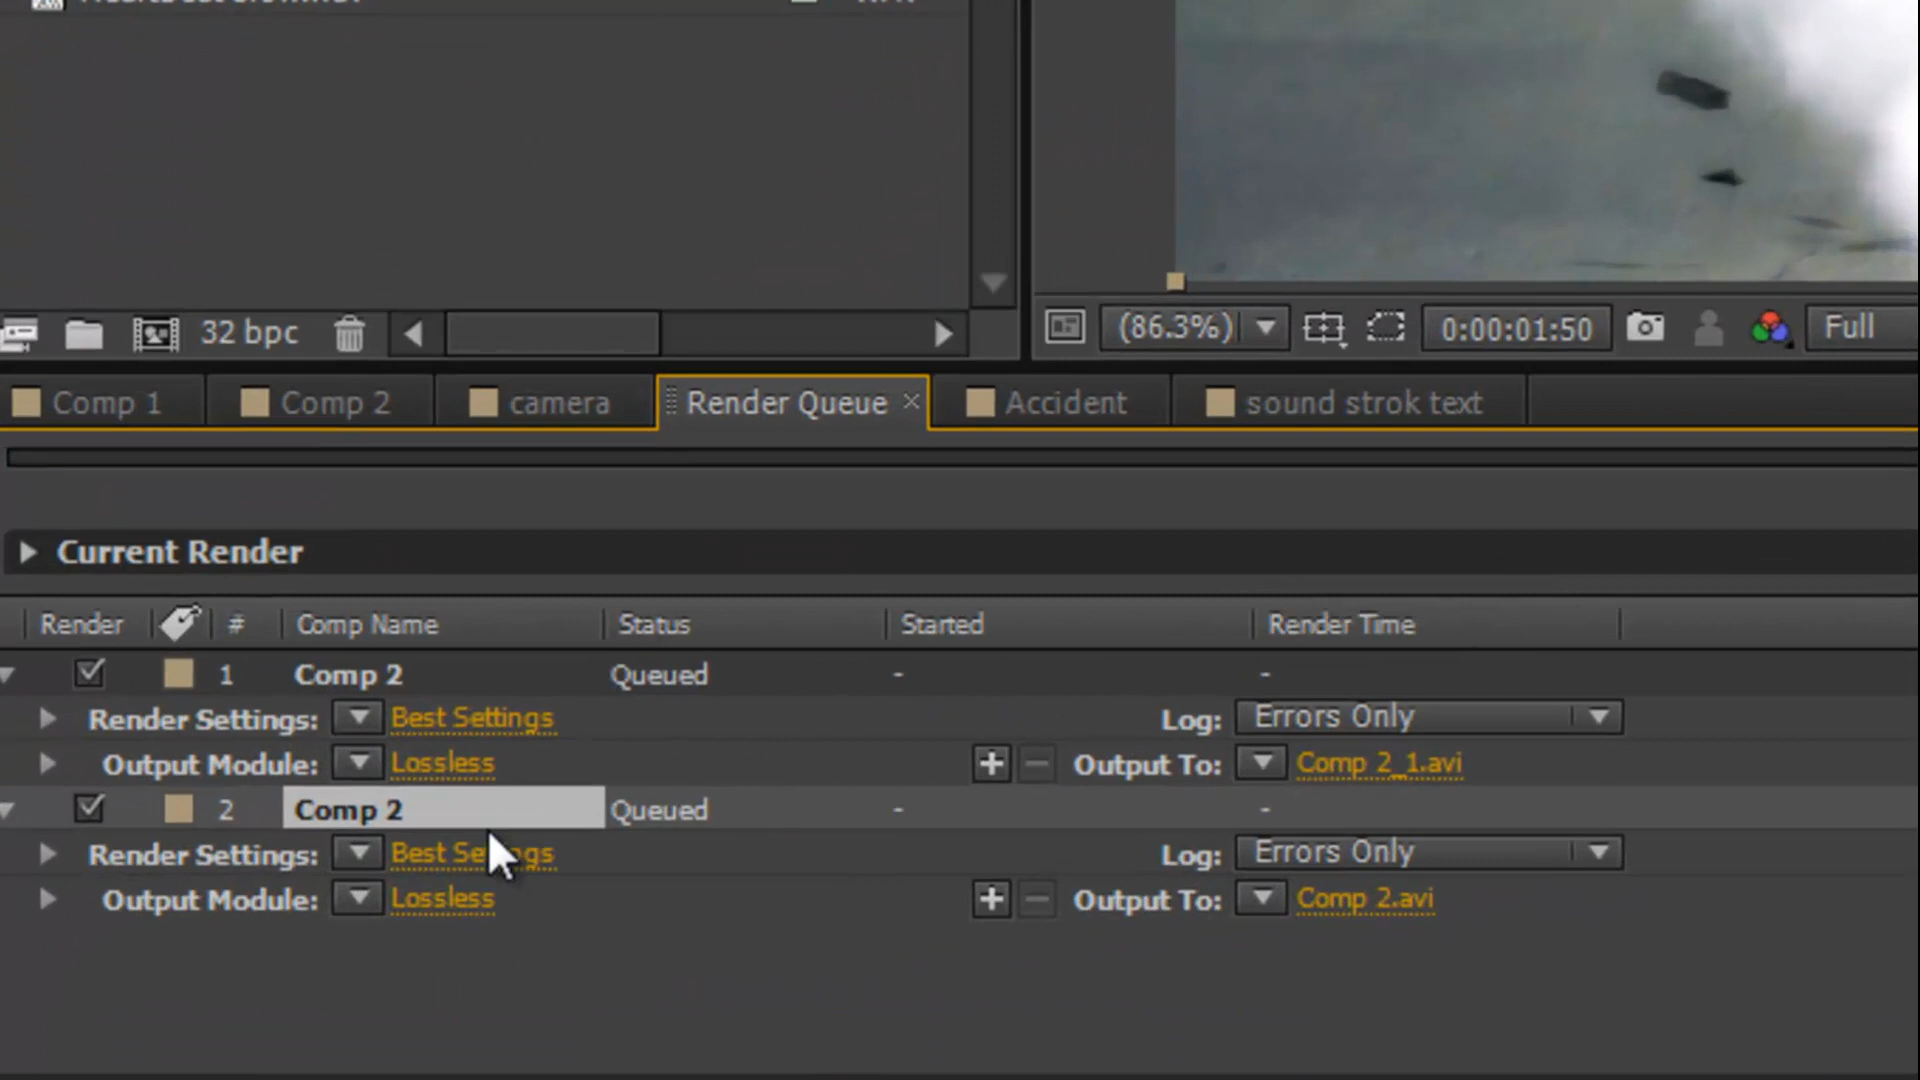 32 bpc
(86.3%) 0:00:01:50 Full
Comp 1 Comp 2 camera Render Queue × Accident sound strok text
Current Render
Render # Comp Name Status Started Render Time
1 Comp 2 Queued - -
Render Settings: Best Settings Log: Errors Only
Output Module: Lossless + − Output To: Comp 2_1.avi
2 Comp 2 Queued - -
Render Settings: Best Settings Log: Errors Only
Output Module: Lossless + − Output To: Comp 2.avi